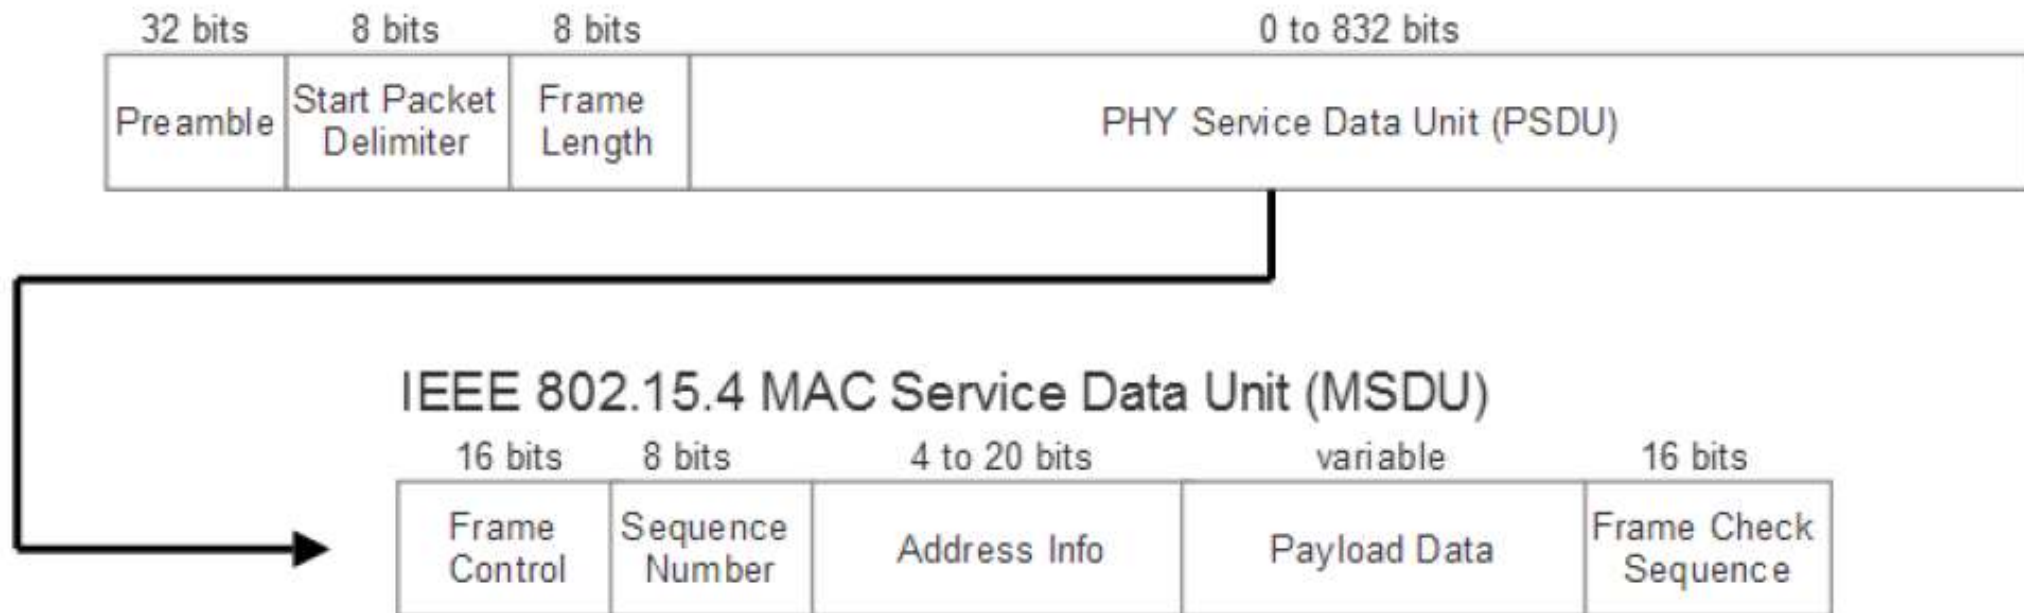 32 bits 8 bits 8 bits 0 to 832 bits
Preamble
Start Packet
Delimiter
Frame
Length
PHY Service Data Unit (PSDU)
IEEE 802.15.4 MAC Service Data Unit (MSDU)
16 bits 8 bits 4 to 20 bits variable 16 bits
Frame
Control
Sequence
Number
Address Info
Payload Data
Frame Check
Sequence